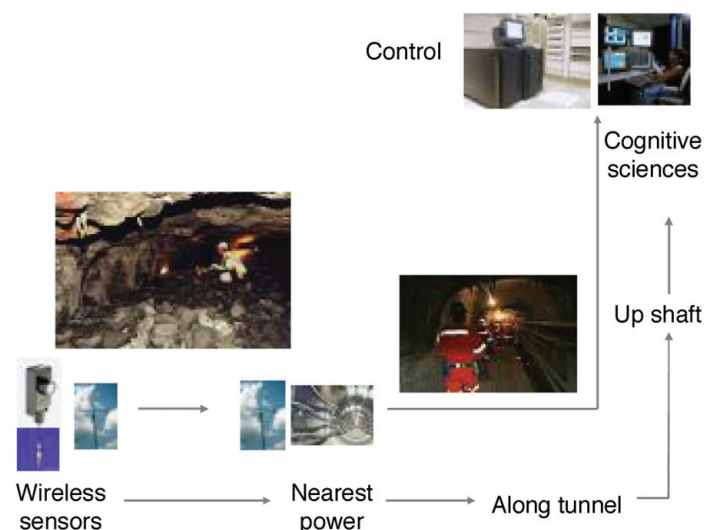 Control
Cognitive
sciences
Up shaft
Wireless
sensors
Nearest
power
Along tunnel